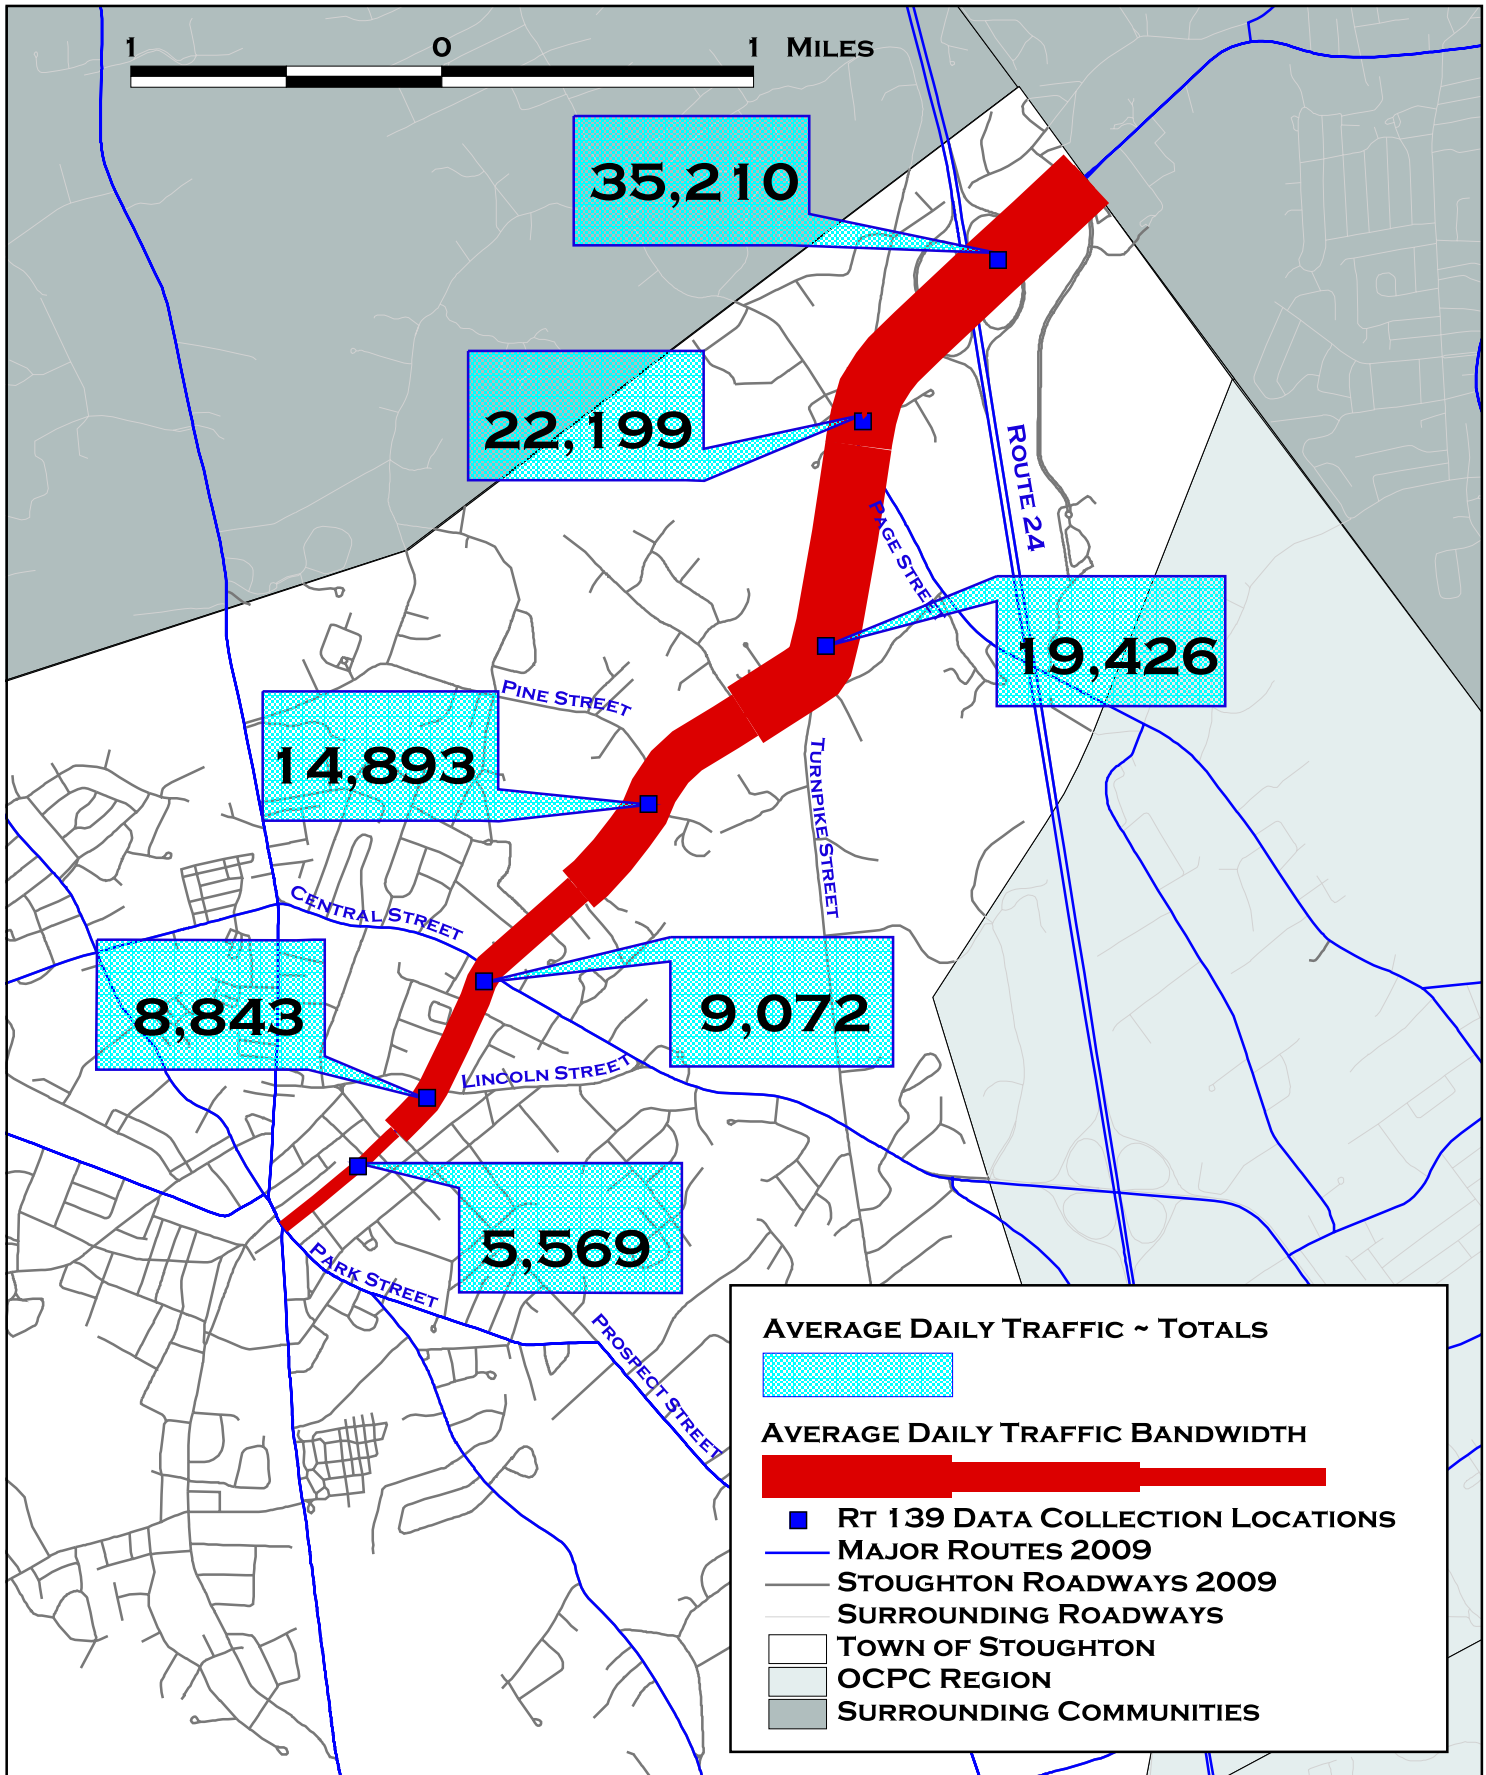 1 0 1 MILES
35,210
22,199
ROUTE 24
PAGE STREET
19,426
PINE STREET
14,893
TURNPIKE STREET
CENTRAL STREET
8,843
9,072
LINCOLN STREET
5,569
PARK STREET
PROSPECT STREET
AVERAGE DAILY TRAFFIC ~ TOTALS
AVERAGE DAILY TRAFFIC BANDWIDTH
RT 139 DATA COLLECTION LOCATIONS
MAJOR ROUTES 2009
STOUGHTON ROADWAYS 2009
SURROUNDING ROADWAYS
TOWN OF STOUGHTON
OCPC REGION
SURROUNDING COMMUNITIES